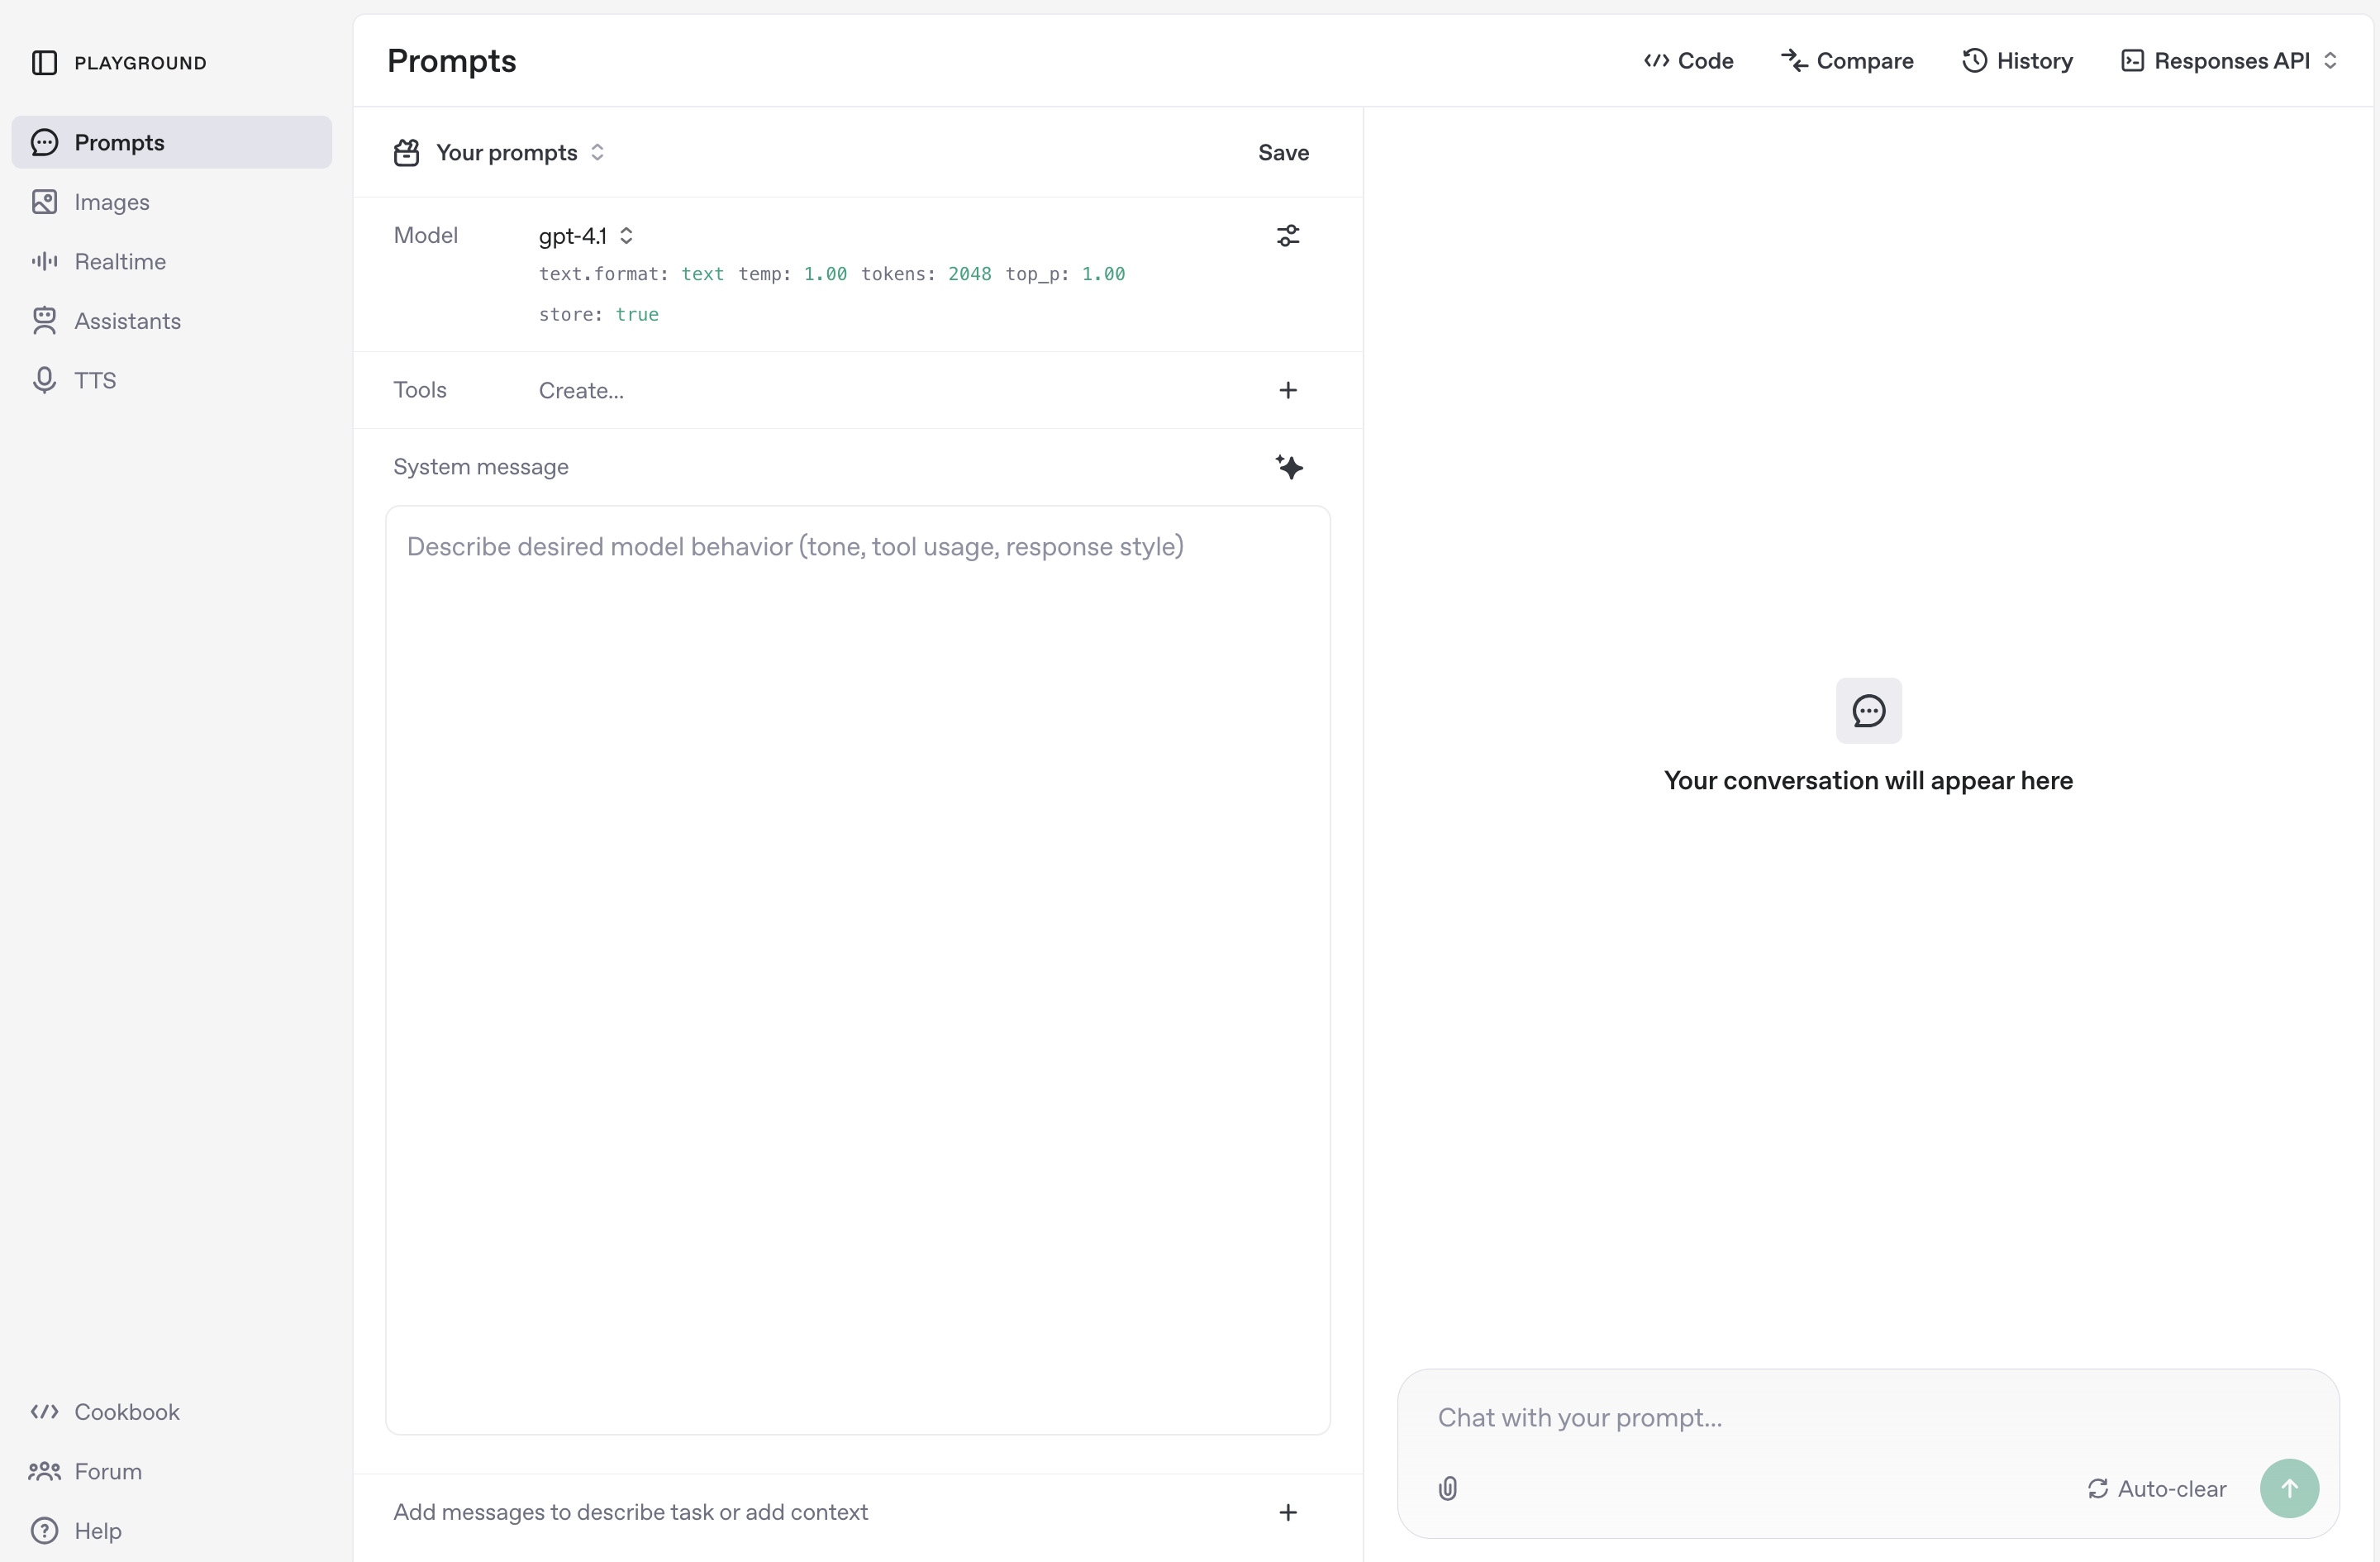 PLAYGROUND
Prompts
Images
Realtime
Assistants
TTS
Cookbook
Forum
Help
Prompts
Code
Compare
History
Responses API
Your prompts
Save
Model
gpt-4.1
text.format: text temp: 1.00 tokens: 2048 top_p: 1.00
store: true
Tools
Create...
System message
Describe desired model behavior (tone, tool usage, response style)
Add messages to describe task or add context
Your conversation will appear here
Chat with your prompt...
Auto-clear